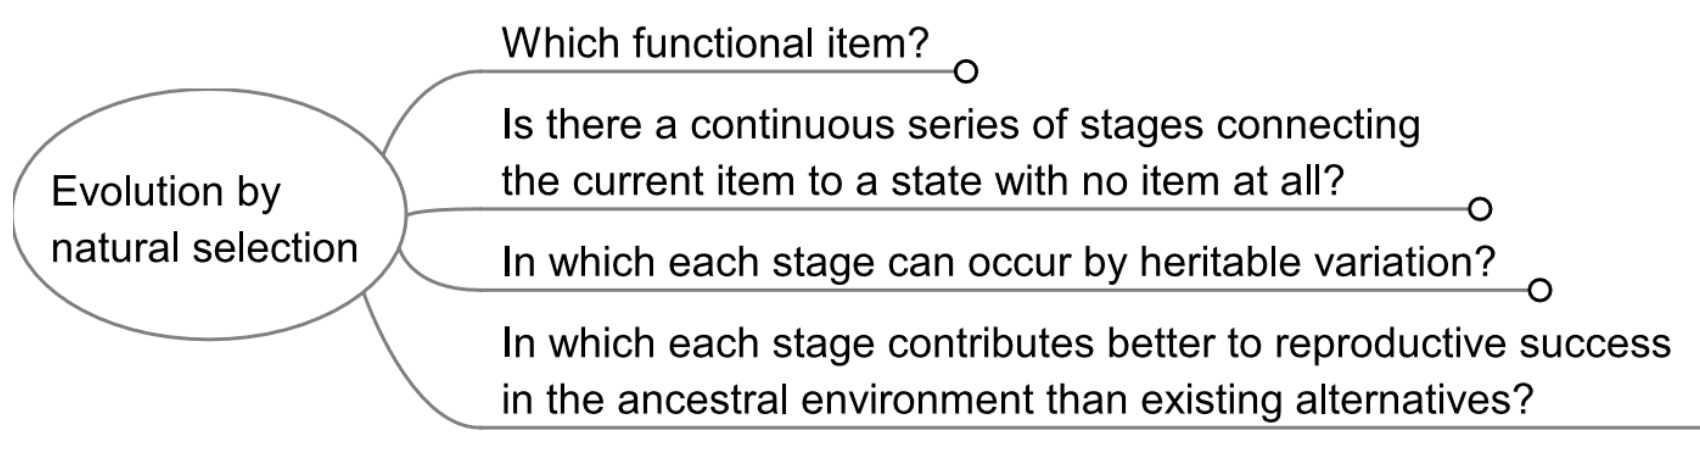 Which functional item?
Is there a continuous series of stages connecting
the current item to a state with no item at all?
Evolution by
natural selection
In which each stage can occur by heritable variation?
In which each stage contributes better to reproductive success
in the ancestral environment than existing alternatives?